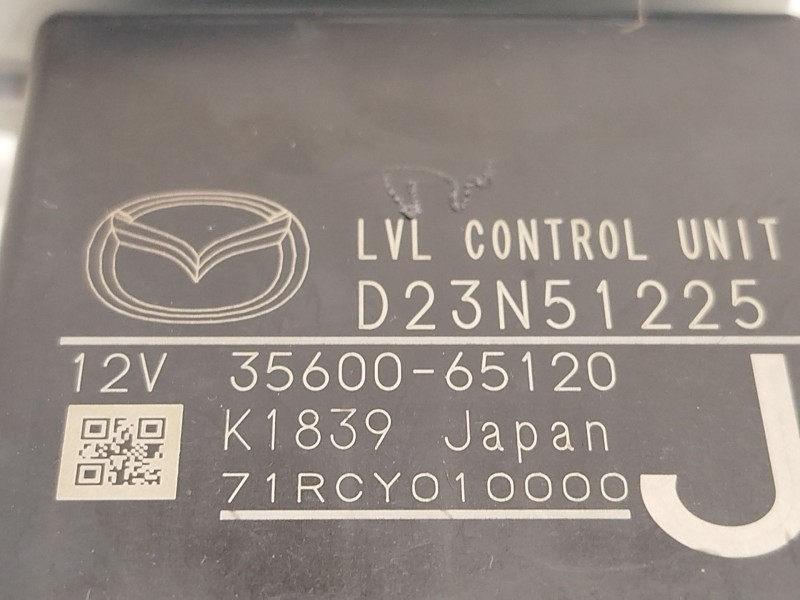 LVL CONTROL UNIT
D23N51225
12V 35600-65120
K1839 Japan
71RCY010000
J